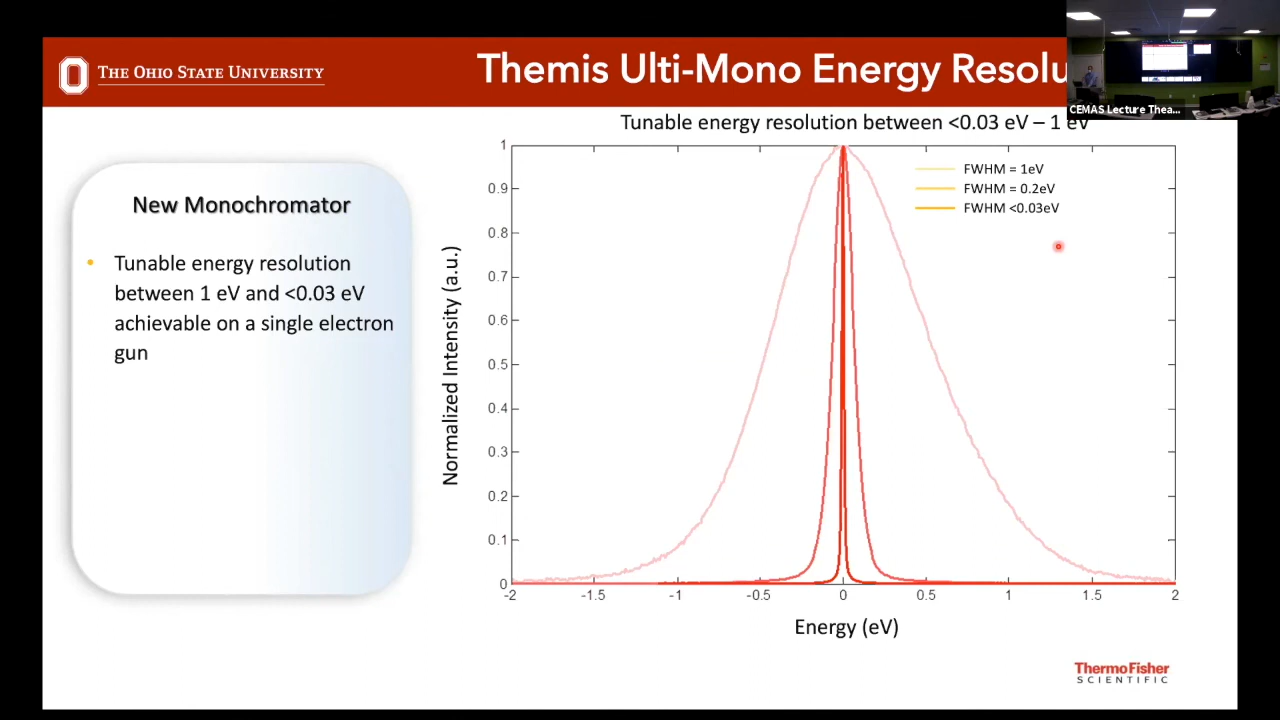 THE OHIO STATE UNIVERSITY
Themis Ulti-Mono Energy Resolu
CEMAS Lecture Thea...
Tunable energy resolution between <0.03 eV – 1 eV
New Monochromator
• Tunable energy resolution
between 1 eV and <0.03 eV
achievable on a single electron
gun
Normalized Intensity (a.u.)
1
0.9
0.8
0.7
0.6
0.5
0.4
0.3
0.2
0.1
0
FWHM = 1eV
FWHM = 0.2eV
FWHM <0.03eV
-2 -1.5 -1 -0.5 0 0.5 1 1.5 2
Energy (eV)
ThermoFisher
SCIENTIFIC